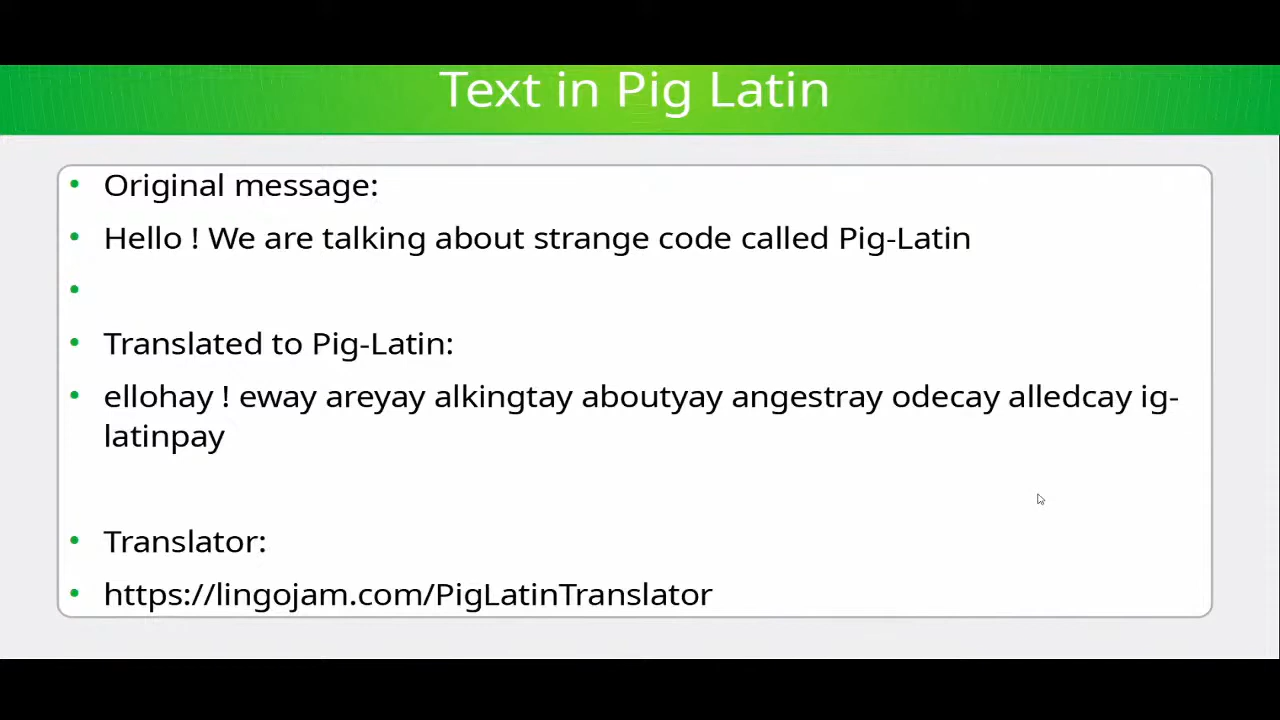 Text in Pig Latin
Original message:
Hello ! We are talking about strange code called Pig-Latin
Translated to Pig-Latin:
ellohay ! eway areyay alkingtay aboutyay angestray odecay alledcay ig-
latinpay
Translator:
https://lingojam.com/PigLatinTranslator